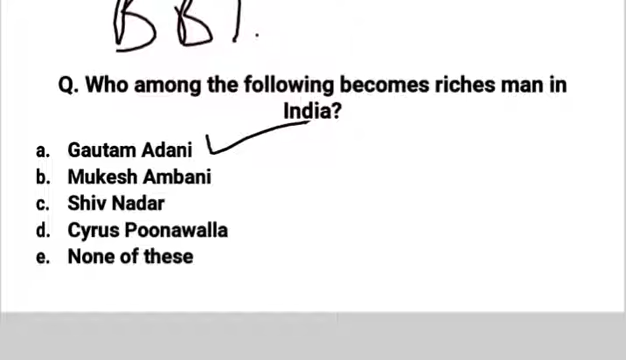 BBI.
Q. Who among the following becomes riches man in
India?
a. Gautam Adani
b. Mukesh Ambani
c. Shiv Nadar
d. Cyrus Poonawalla
e. None of these